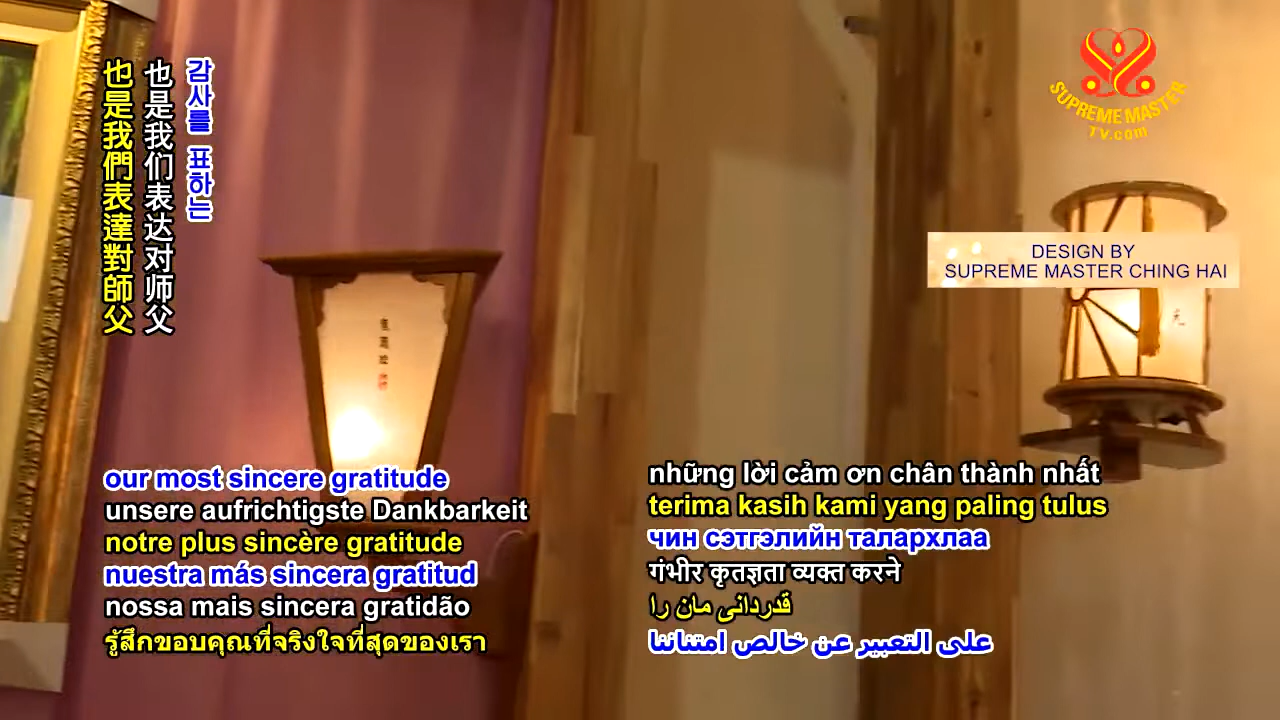 감사를 표하는
也是我们表达对师父
也是我們表達對師父
SUPREME MASTER
TV.com
DESIGN BY
SUPREME MASTER CHING HAI
our most sincere gratitude
unsere aufrichtigste Dankbarkeit
notre plus sincère gratitude
nuestra más sincera gratitud
nossa mais sincera gratidão
รู้สึกขอบคุณที่จริงใจที่สุดของเรา
những lời cảm ơn chân thành nhất
terima kasih kami yang paling tulus
чин сэтгэлийн талархлаа
गंभीर कृतज्ञता व्यक्त करने
قدردانی مان را
على التعبير عن خالص امتناننا